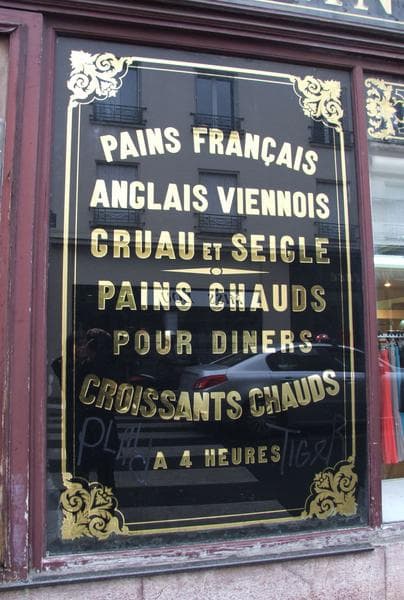 PAINS FRANÇAIS
ANGLAIS VIENNOIS
GRUAU ET SEIGLE
PAINS CHAUDS
POUR DINERS
CROISSANTS CHAUDS
A 4 HEURES